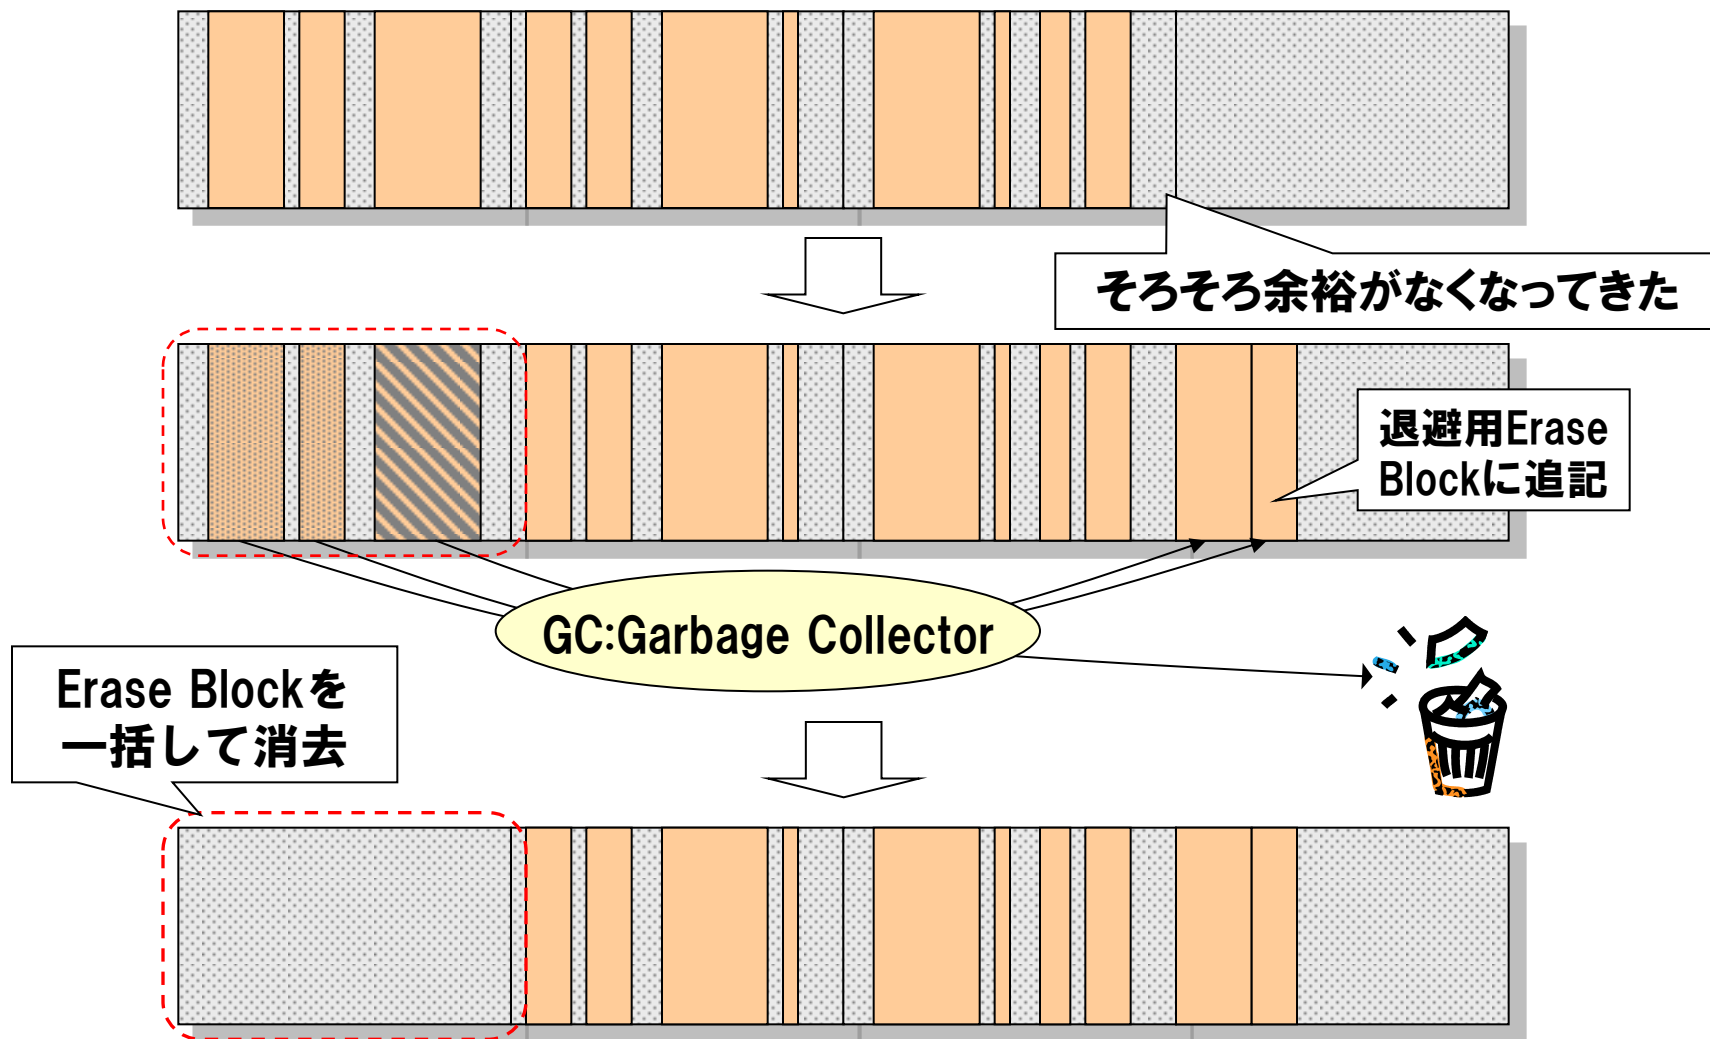 そろそろ余裕がなくなってきた
退避用Erase
Blockに追記
GC:Garbage Collector
Erase Blockを
一括して消去